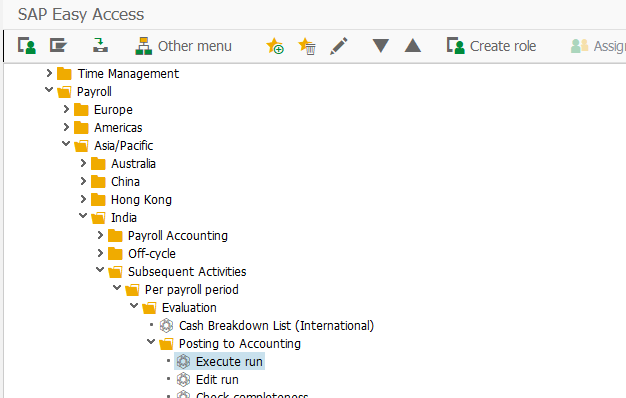 SAP Easy Access
Other menu Create role Assig
Time Management
Payroll
Europe
Americas
Asia/Pacific
Australia
China
Hong Kong
India
Payroll Accounting
Off-cycle
Subsequent Activities
Per payroll period
Evaluation
Cash Breakdown List (International)
Posting to Accounting
Execute run
Edit run
Check completeness